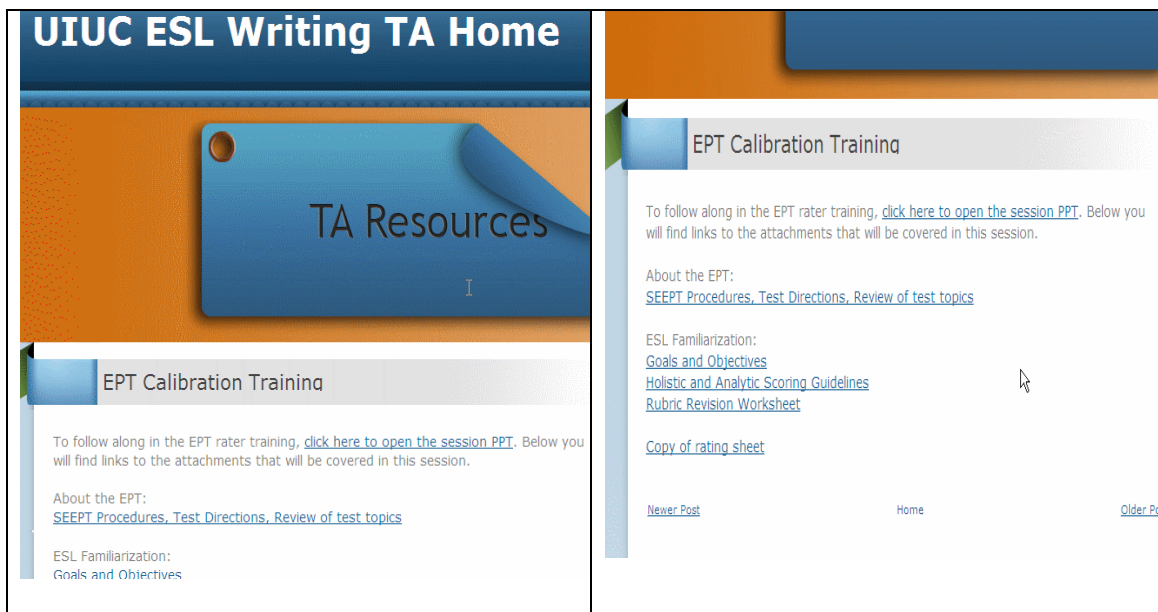 UIUC ESL Writing TA Home
TA Resources
EPT Calibration Training
To follow along in the EPT rater training, click here to open the session PPT. Below you
will find links to the attachments that will be covered in this session.
About the EPT:
SEEPT Procedures, Test Directions, Review of test topics
ESL Familiarization:
Goals and Objectives
EPT Calibration Training
To follow along in the EPT rater training, click here to open the session PPT. Below you
will find links to the attachments that will be covered in this session.
About the EPT:
SEEPT Procedures, Test Directions, Review of test topics
ESL Familiarization:
Goals and Objectives
Holistic and Analytic Scoring Guidelines
Rubric Revision Worksheet
Copy of rating sheet
Newer Post Home Older Po